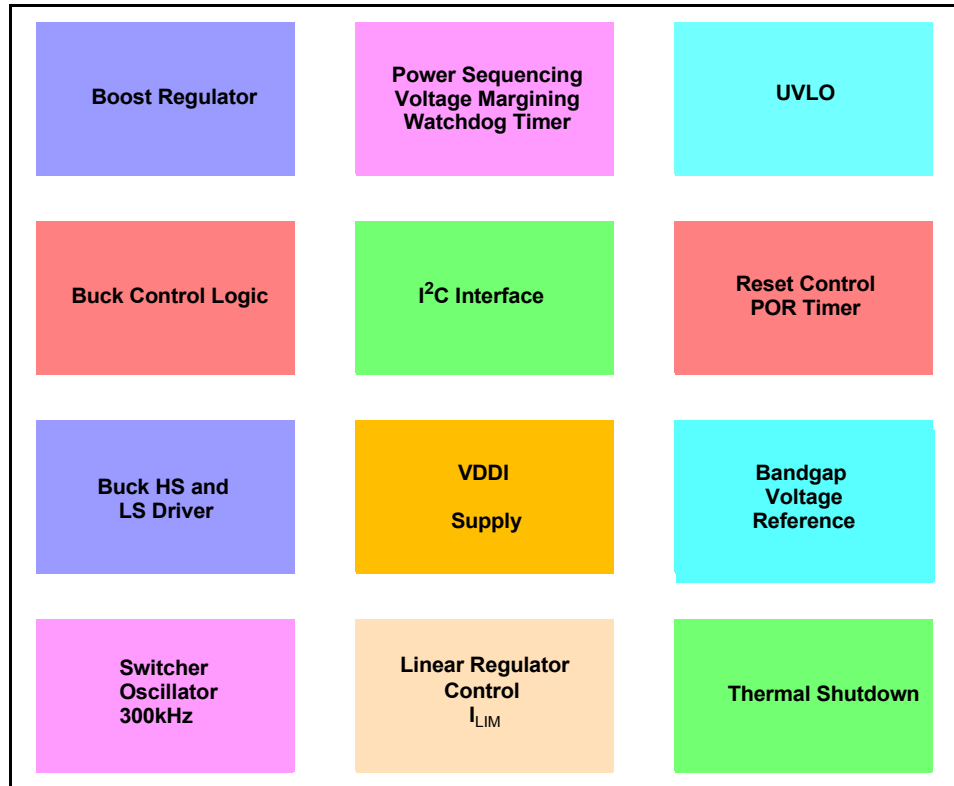 Boost Regulator
Power Sequencing
Voltage Margining
Watchdog Timer
UVLO
Buck Control Logic
I²C Interface
Reset Control
POR Timer
Buck HS and
LS Driver
VDDI
Supply
Bandgap
Voltage
Reference
Switcher
Oscillator
300kHz
Linear Regulator
Control
I_LIM
Thermal Shutdown